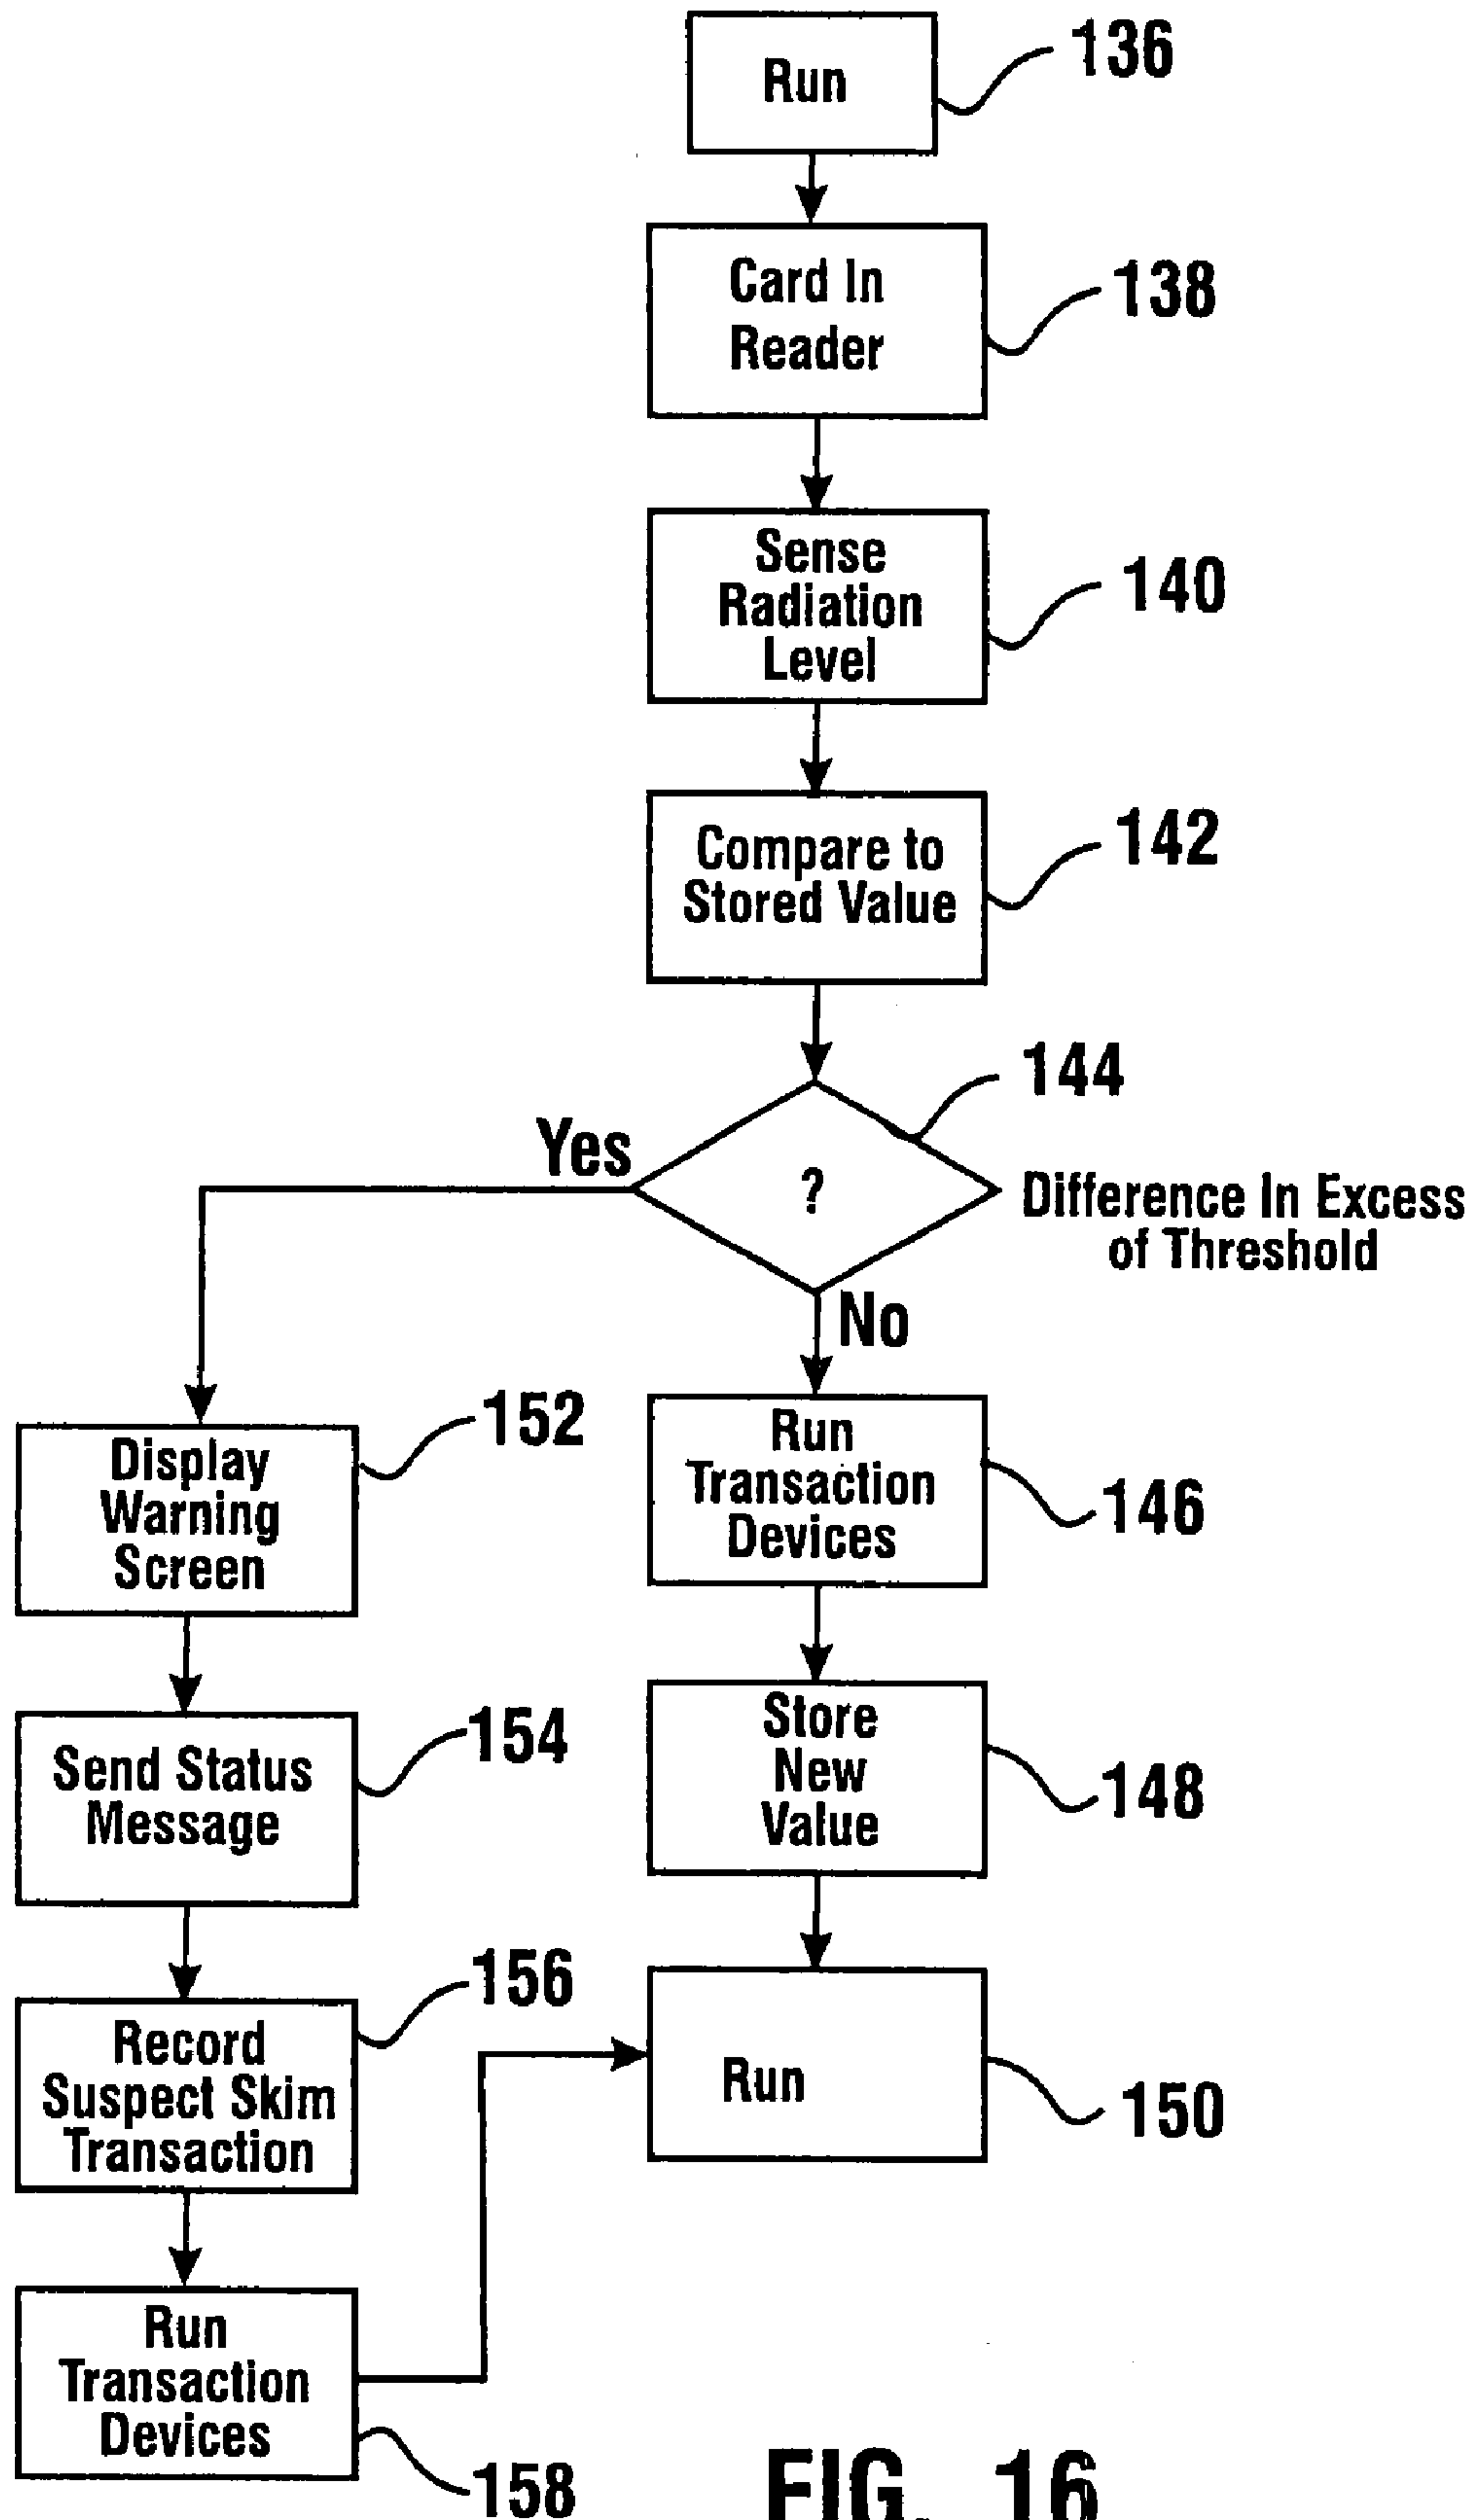 Run
136
Card In
Reader
138
Sense
Radiation
Level
140
Compare to
Stored Value
142
144
Yes
?
Difference In Excess
of Threshold
No
152
Display
Warning
Screen
Run
Transaction
Devices
146
154
Send Status
Message
Store
New
Value
148
156
Record
Suspect Skim
Transaction
Run
150
Run
Transaction
Devices
158
FIG. 16